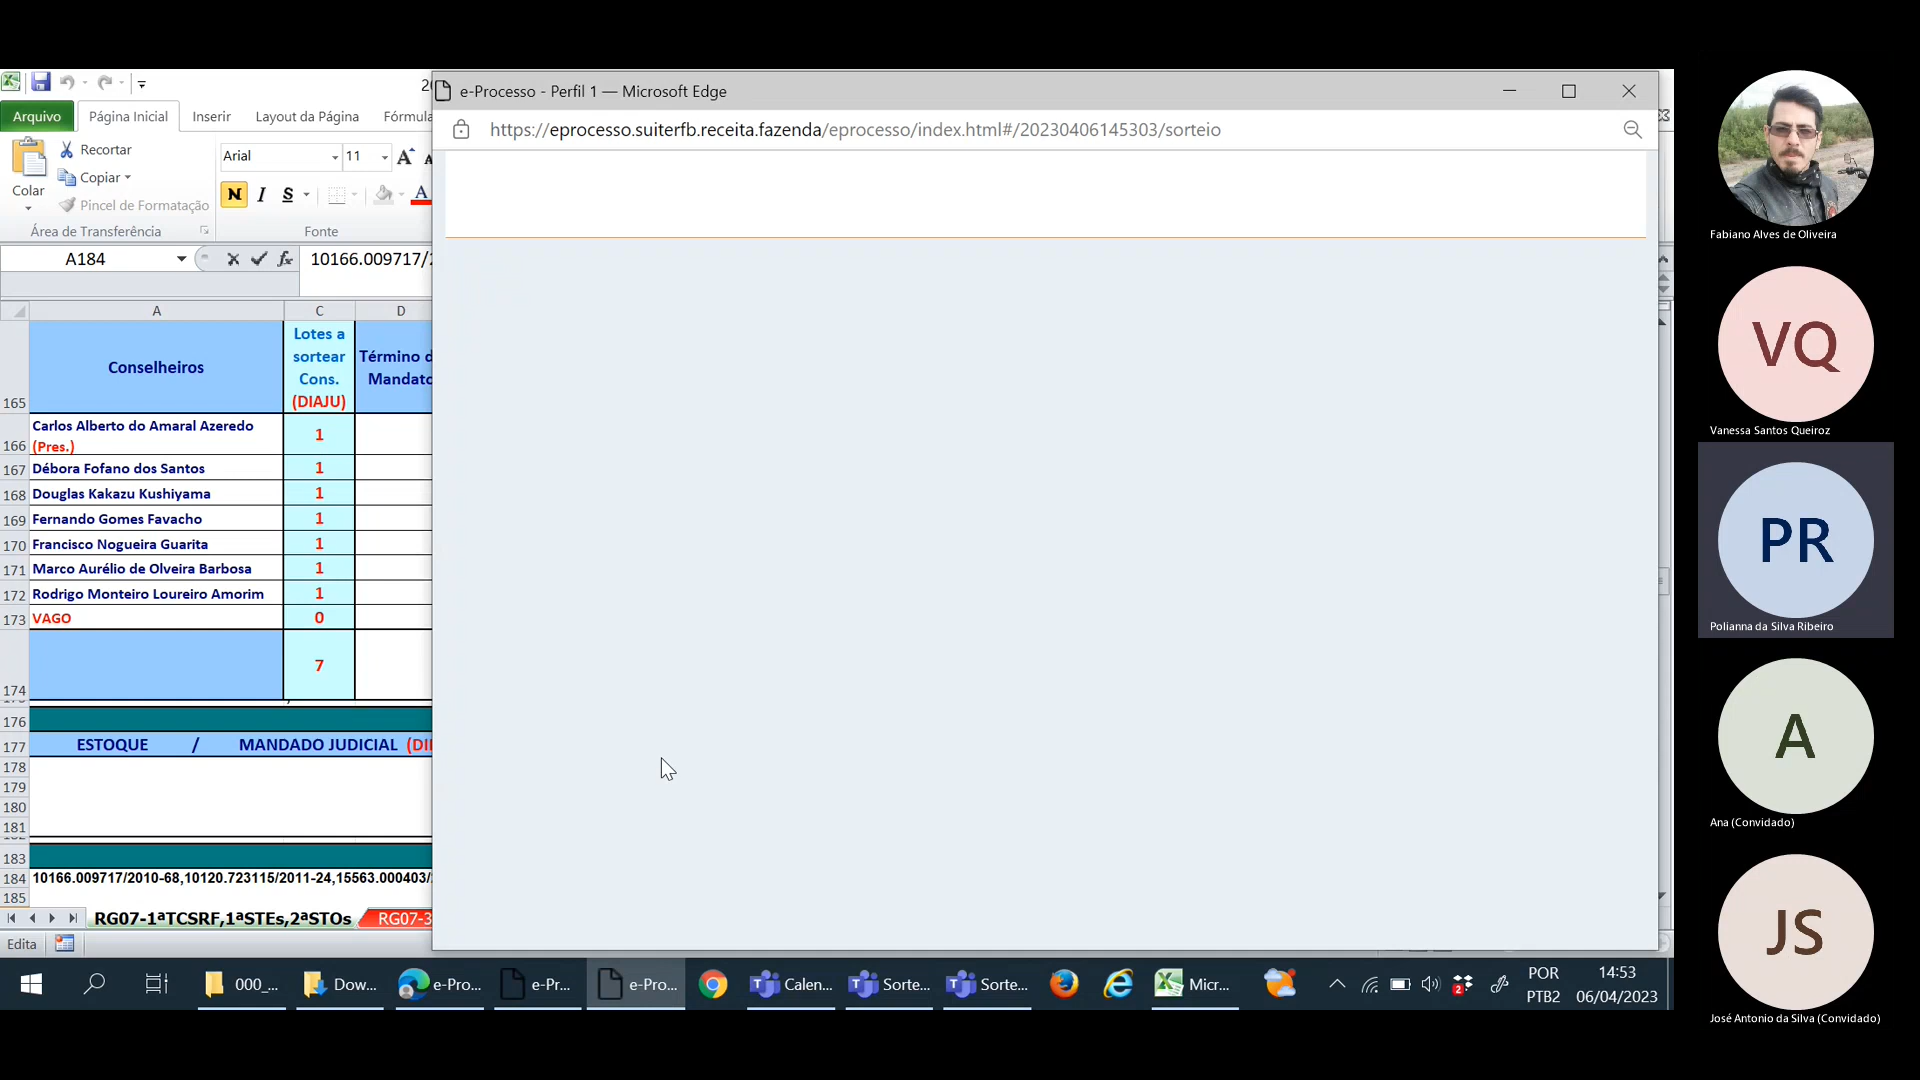 e-Processo - Perfil 1 — Microsoft Edge
https://eprocesso.suiterfb.receita.fazenda/eprocesso/index.html#/20230406145303/sorteio
Arquivo
Página Inicial
Inserir
Layout da Página
Fórmula
Colar
Recortar
Copiar
Pincel de Formatação
Área de Transferência
Arial
11
N
I
S
Fonte
A184
10166.009717/
A
C
D
165
Conselheiros
Lotes a
sortear
Cons.
(DIAJU)
Término d
Mandato
166
Carlos Alberto do Amaral Azeredo
(Pres.)
1
167
Débora Fofano dos Santos
1
168
Douglas Kakazu Kushiyama
1
169
Fernando Gomes Favacho
1
170
Francisco Nogueira Guarita
1
171
Marco Aurélio de Olveira Barbosa
1
172
Rodrigo Monteiro Loureiro Amorim
1
173
VAGO
0
174
7
176
177
ESTOQUE / MANDADO JUDICIAL (DI
178
179
180
181
183
184
10166.009717/2010-68,10120.723115/2011-24,15563.000403/
185
RG07-1ªTCSRF,1ªSTEs,2ªSTOs
RG07-3
Edita
000_...
Dow...
e-Pro...
e-Pr...
e-Pro...
Calen...
Sorte...
Sorte...
Micr...
2
POR
PTB2
14:53
06/04/2023
Fabiano Alves de Oliveira
VQ
Vanessa Santos Queiroz
PR
Polianna da Silva Ribeiro
A
Ana (Convidado)
JS
José Antonio da Silva (Convidado)